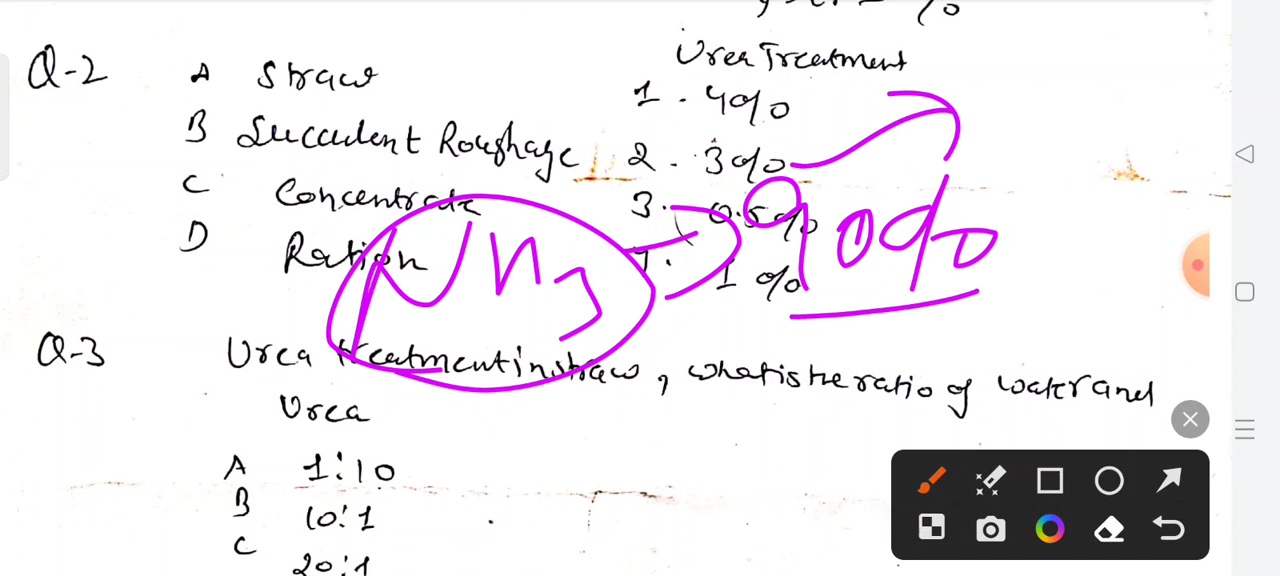 %
Urea Treatment
Q-2 A Straw 1. 4%
B Succulent Roughage 2. 3%
C Concentrate 3. 0.5%
D Ration 4. 1%
NH3 90%
Q-3 Urea treatment in straw, what is the ratio of water and
Urea
A 1:10
B 10:1
C 20:1